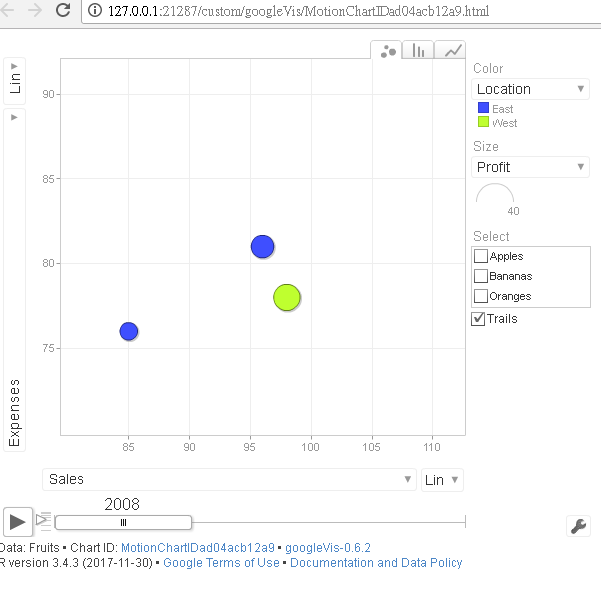 127.0.0.1:21287/custom/googleVis/MotionChartIDad04acb12a9.html
Lin
Expenses
90
85
80
75
85
90
95
100
105
110
Color
Location
East
West
Size
Profit
40
Select
Apples
Bananas
Oranges
Trails
Sales
Lin
2008
Data: Fruits • Chart ID: MotionChartIDad04acb12a9 • googleVis-0.6.2
R version 3.4.3 (2017-11-30) • Google Terms of Use • Documentation and Data Policy